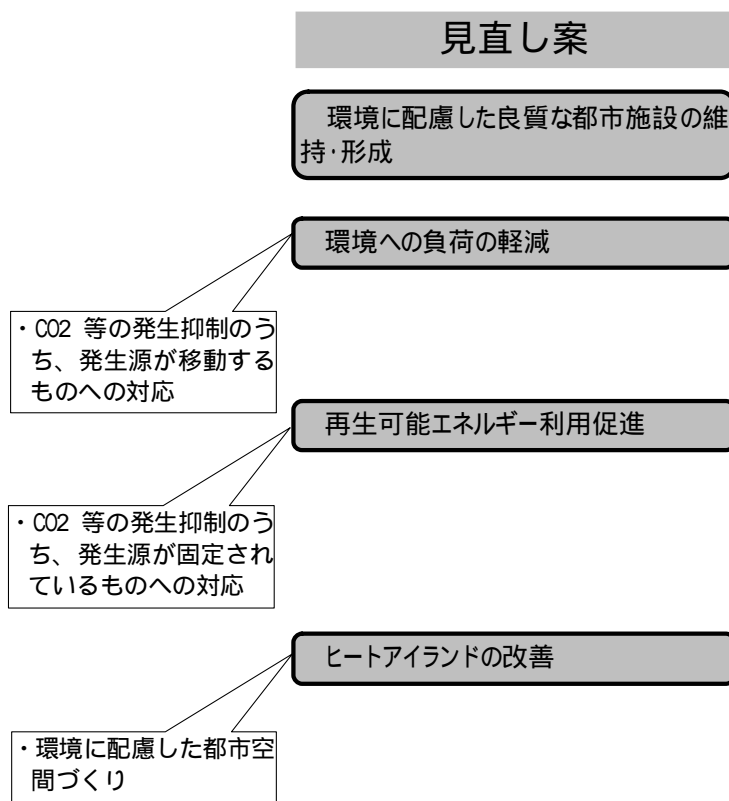 見直し案
環境に配慮した良質な都市施設の維
持・形成
環境への負荷の軽減
・CO2 等の発生抑制のう
ち、発生源が移動する
ものへの対応
再生可能エネルギー利用促進
・CO2 等の発生抑制のう
ち、発生源が固定され
ているものへの対応
ヒートアイランドの改善
・環境に配慮した都市空
間づくり